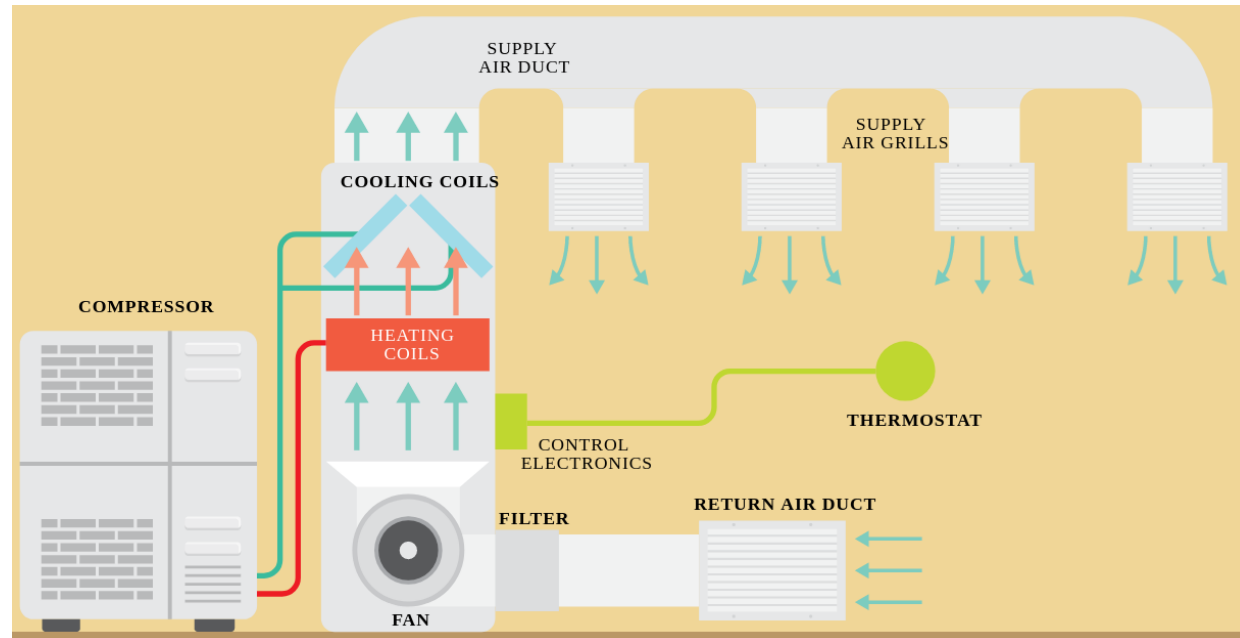 SUPPLY
AIR DUCT
SUPPLY
AIR GRILLS
COOLING COILS
COMPRESSOR
HEATING
COILS
THERMOSTAT
CONTROL
ELECTRONICS
RETURN AIR DUCT
FILTER
FAN